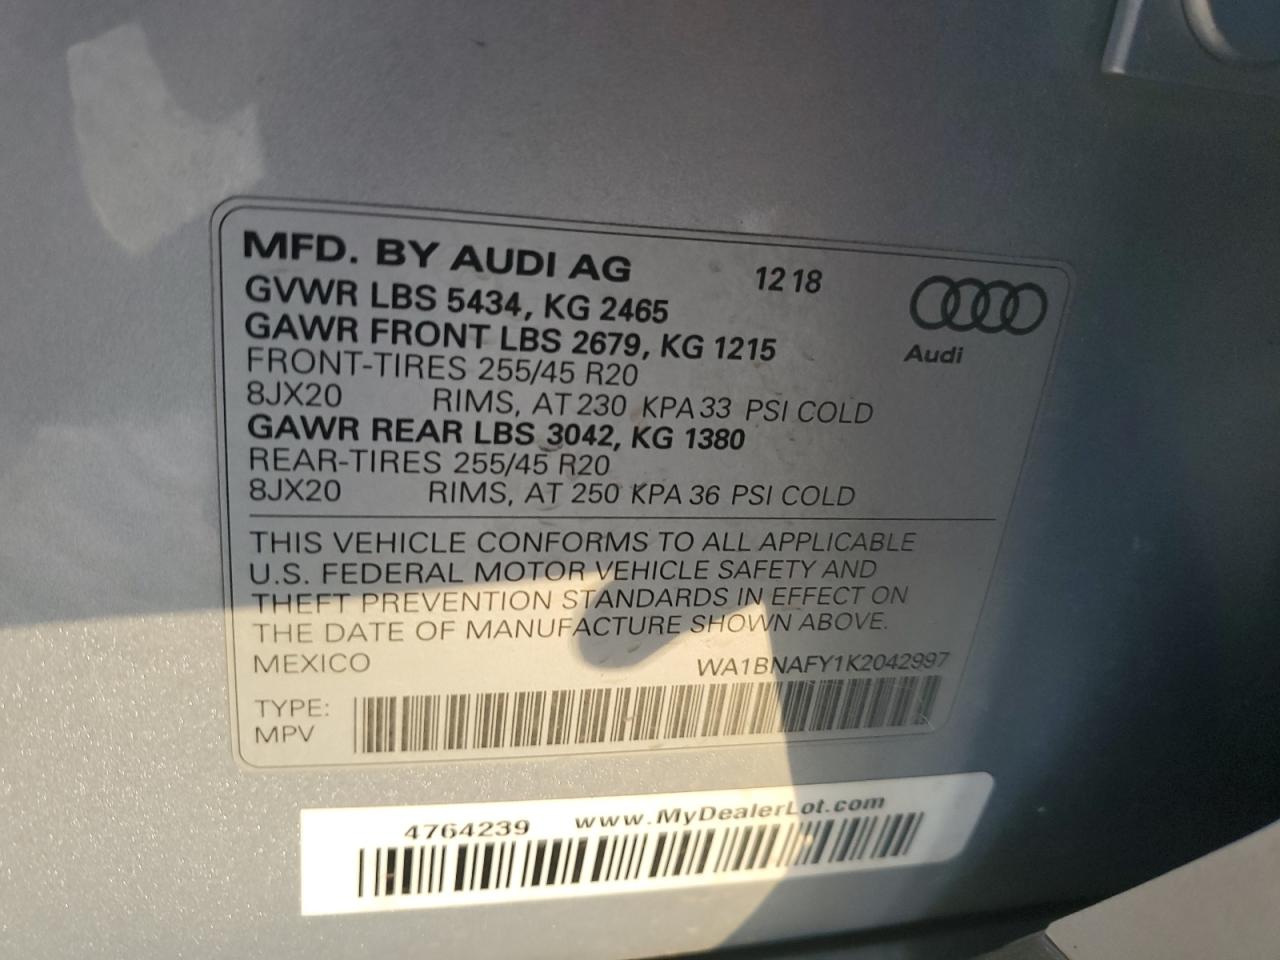 MFD. BY AUDI AG 12 18
GVWR LBS 5434, KG 2465
GAWR FRONT LBS 2679, KG 1215
Audi
FRONT-TIRES 255/45 R20
8JX20 RIMS, AT 230 KPA 33 PSI COLD
GAWR REAR LBS 3042, KG 1380
REAR-TIRES 255/45 R20
8JX20 RIMS, AT 250 KPA 36 PSI COLD
THIS VEHICLE CONFORMS TO ALL APPLICABLE
U.S. FEDERAL MOTOR VEHICLE SAFETY AND
THEFT PREVENTION STANDARDS IN EFFECT ON
THE DATE OF MANUFACTURE SHOWN ABOVE.
MEXICO WA1BNAFY1K2042997
TYPE:
MPV
4764239 www.MyDealerLot.com